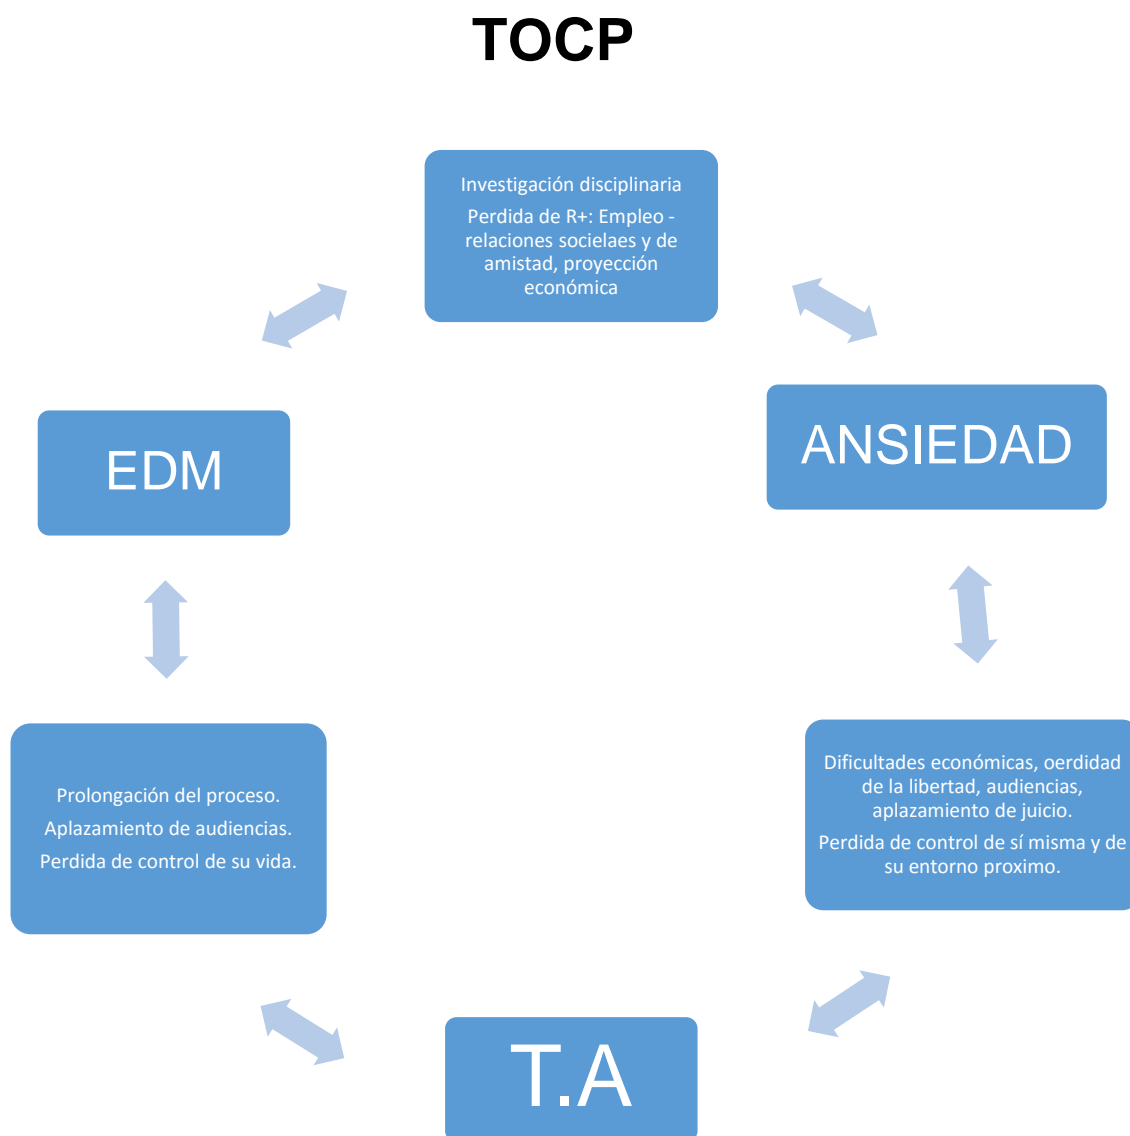 TOCP
Investigación disciplinaria
Perdida de R+: Empleo -
relaciones socielaes y de
amistad, proyección
económica
EDM
ANSIEDAD
Prolongación del proceso.
Aplazamiento de audiencias.
Perdida de control de su vida.
Dificultades económicas, oerdidad
de la libertad, audiencias,
aplazamiento de juicio.
Perdida de control de sí misma y de
su entorno proximo.
T.A